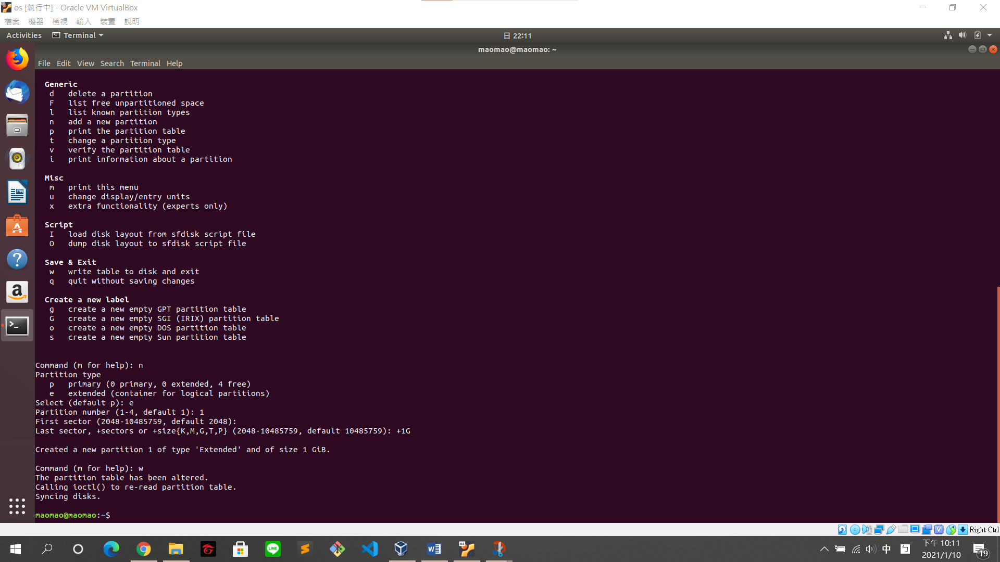 os [執行中] - Oracle VM VirtualBox
檔案 機器 檢視 輸入 裝置 說明
Activities Terminal 日 22:11
maomao@maomao: ~
File Edit View Search Terminal Help
Generic
d delete a partition
F list free unpartitioned space
l list known partition types
n add a new partition
p print the partition table
t change a partition type
v verify the partition table
i print information about a partition
Misc
m print this menu
u change display/entry units
x extra functionality (experts only)
Script
I load disk layout from sfdisk script file
O dump disk layout to sfdisk script file
Save & Exit
w write table to disk and exit
q quit without saving changes
Create a new label
g create a new empty GPT partition table
G create a new empty SGI (IRIX) partition table
o create a new empty DOS partition table
s create a new empty Sun partition table
Command (m for help): n
Partition type
p primary (0 primary, 0 extended, 4 free)
e extended (container for logical partitions)
Select (default p): e
Partition number (1-4, default 1): 1
First sector (2048-10485759, default 2048):
Last sector, +sectors or +size{K,M,G,T,P} (2048-10485759, default 10485759): +1G
Created a new partition 1 of type 'Extended' and of size 1 GiB.
Command (m for help): w
The partition table has been altered.
Calling ioctl() to re-read partition table.
Syncing disks.
maomao@maomao:~$
Right Ctrl
中 ㄅ 下午 10:11
2021/1/10
19